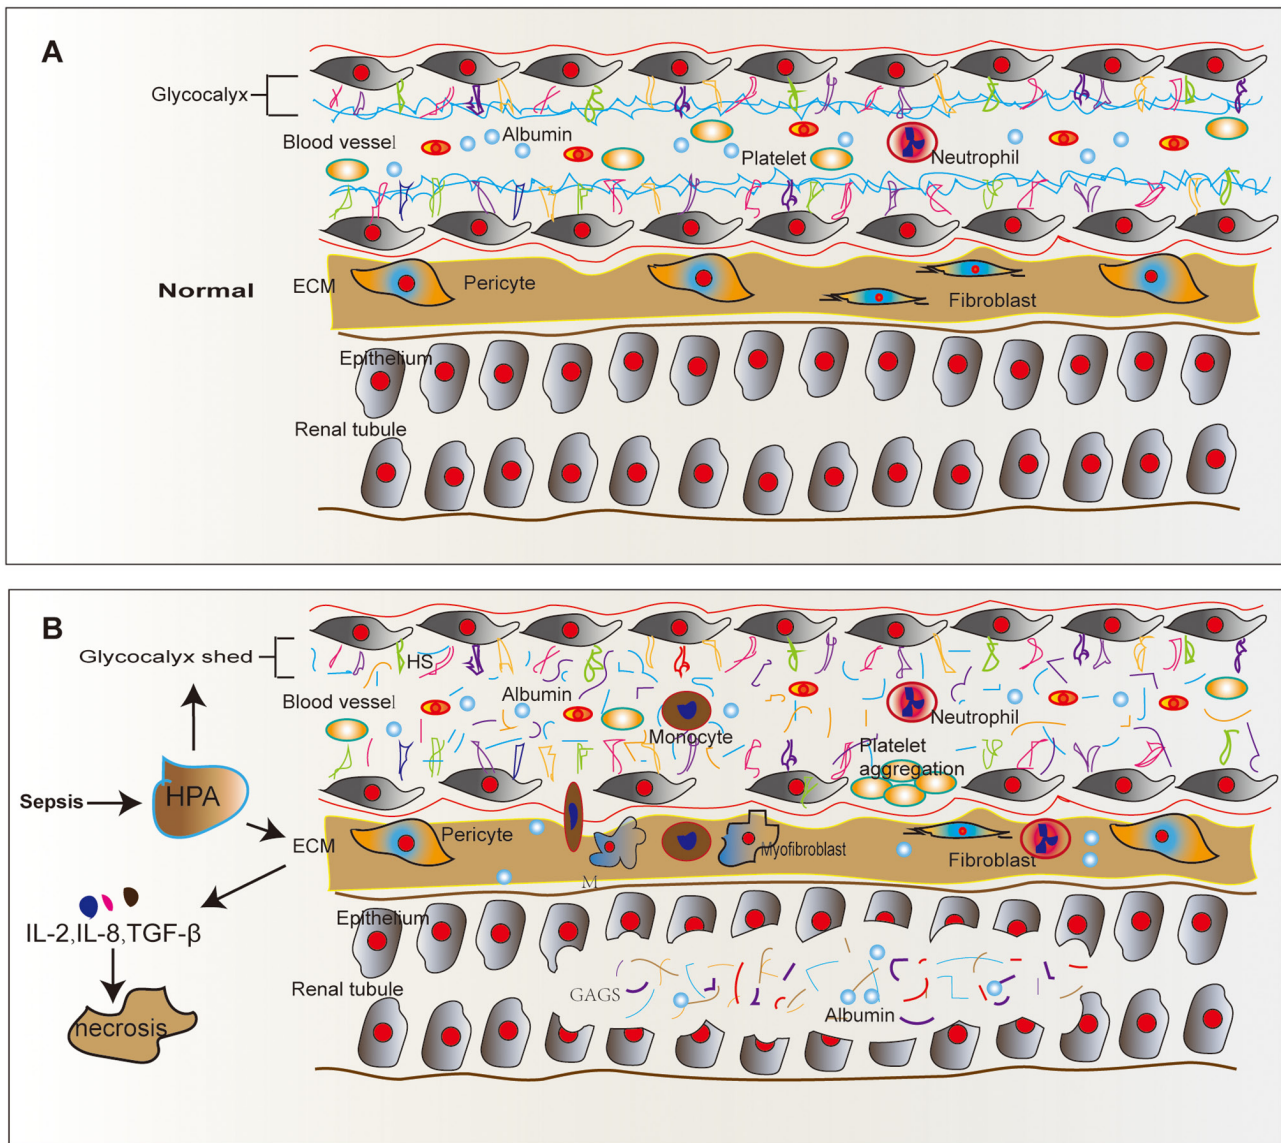 A
Glycocalyx
Blood vessel
Albumin
Platelet
Neutrophil
Normal
ECM
Pericyte
Fibroblast
Epithelium
Renal tubule
B
Glycocalyx shed
HS
Blood vessel
Albumin
Monocyte
Neutrophil
Platelet
aggregation
Sepsis
HPA
ECM
Pericyte
Myofibroblast
Fibroblast
M
IL-2,IL-8,TGF-β
Epithelium
necrosis
Renal tubule
GAGS
Albumin